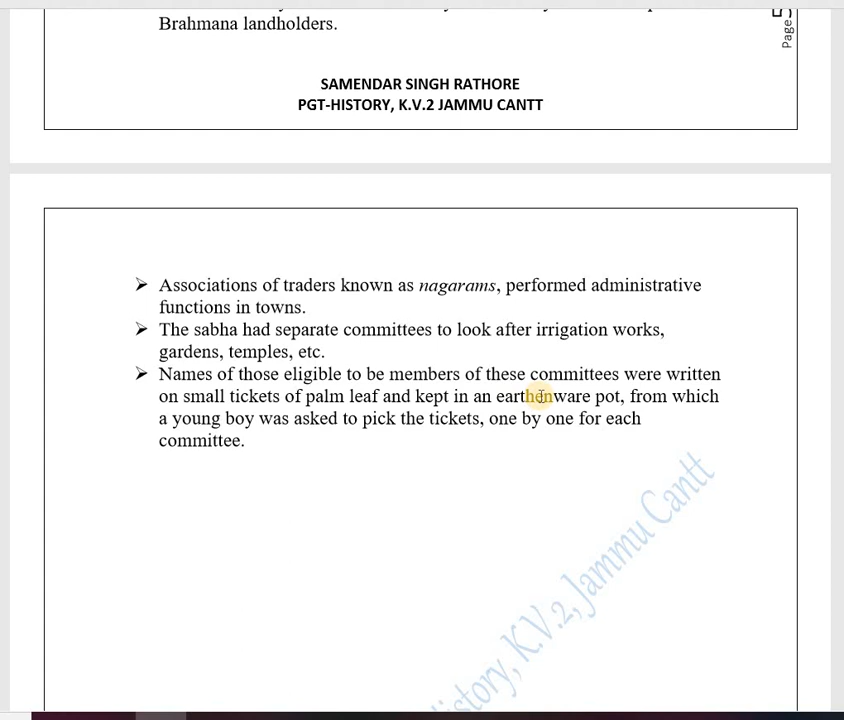 Brahmana landholders.
Page5
SAMENDAR SINGH RATHORE
PGT-HISTORY, K.V.2 JAMMU CANTT
➢ Associations of traders known as nagarams, performed administrative
functions in towns.
➢ The sabha had separate committees to look after irrigation works,
gardens, temples, etc.
➢ Names of those eligible to be members of these committees were written
on small tickets of palm leaf and kept in an earthenware pot, from which
a young boy was asked to pick the tickets, one by one for each
committee.
istory, K.V.2, Jammu Cantt